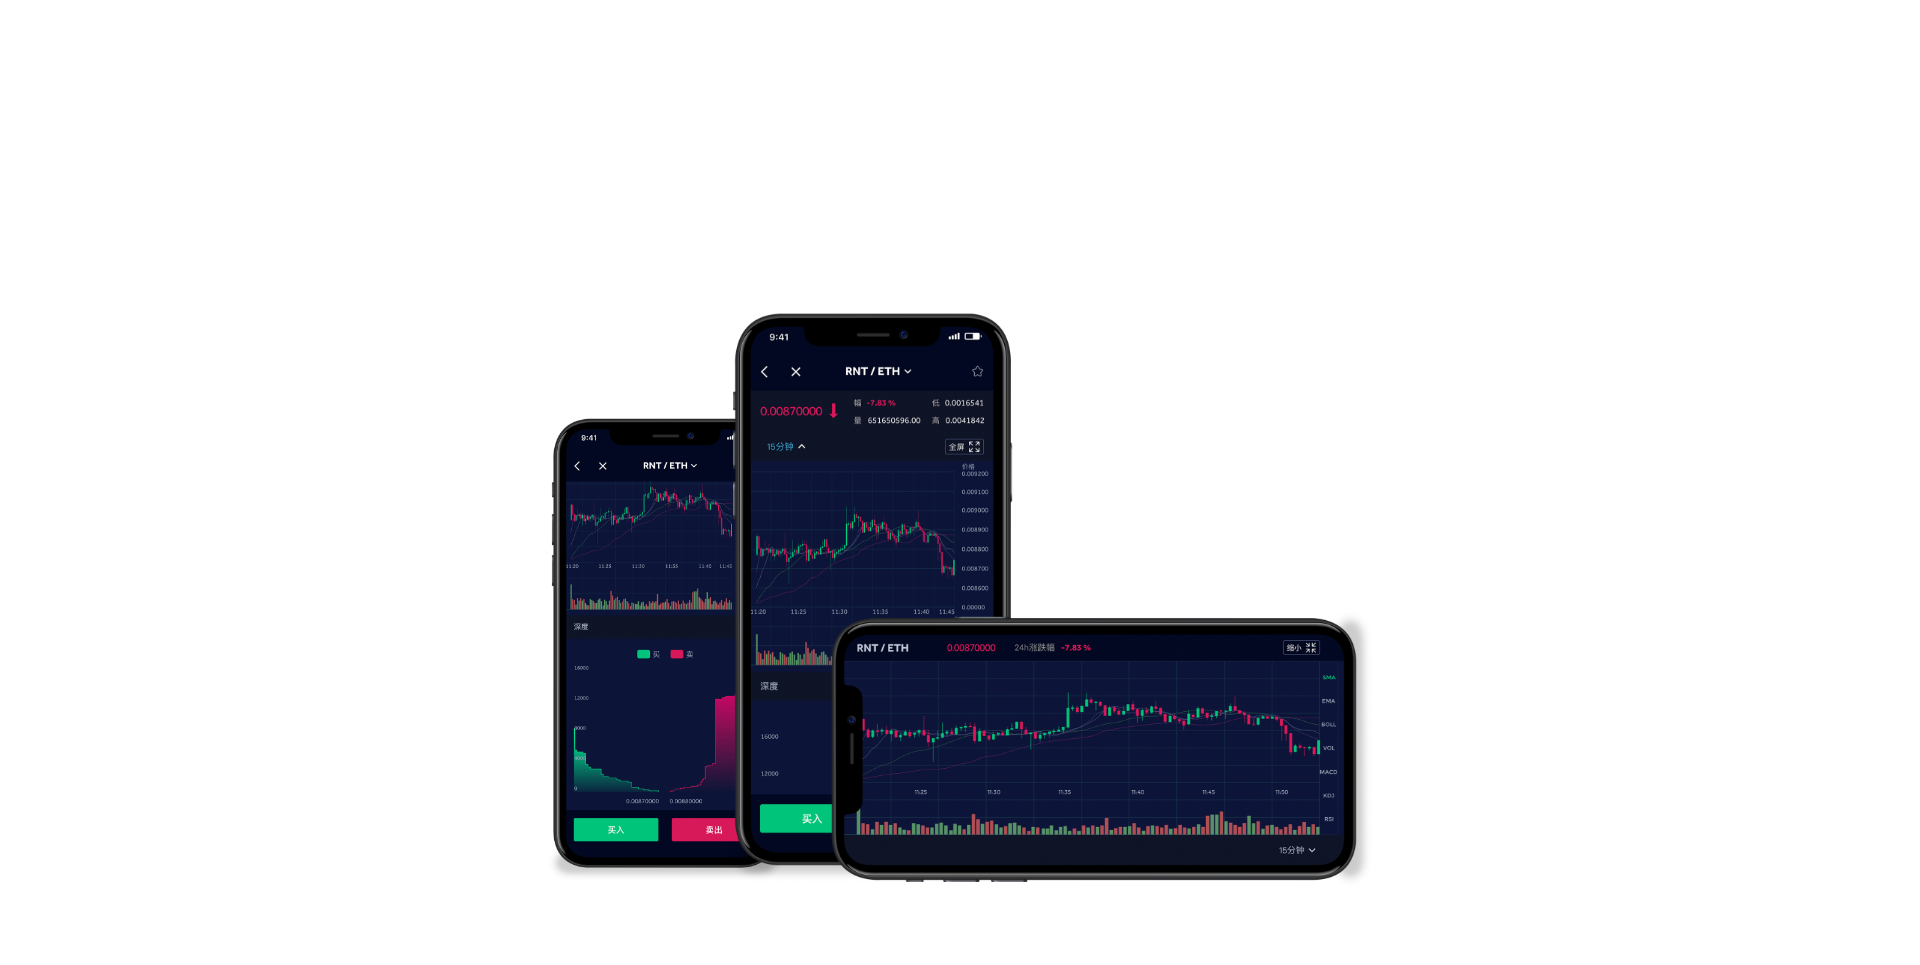 9:41
RNT / ETH
11:20 11:25 11:30 11:35 11:40 11:45
深度
买 卖
16000
12000
8000
4000
0
0.00870000 0.00880000
买入 卖出
9:41
RNT / ETH
0.00870000
幅 -7.83 % 低 0.0016541
量 651650596.00 高 0.0041842
15分钟 全屏
价格
0.009200
0.009100
0.009000
0.008900
0.008800
0.008700
0.008600
0.00000
11:20 11:25 11:30 11:35 11:40 11:45
深度
16000
12000
买入
RNT / ETH 0.00870000 24h涨跌幅 -7.83 % 缩小
SMA
EMA
BOLL
VOL
MACD
KDJ
RSI
11:25 11:30 11:35 11:40 11:45 11:50
15分钟